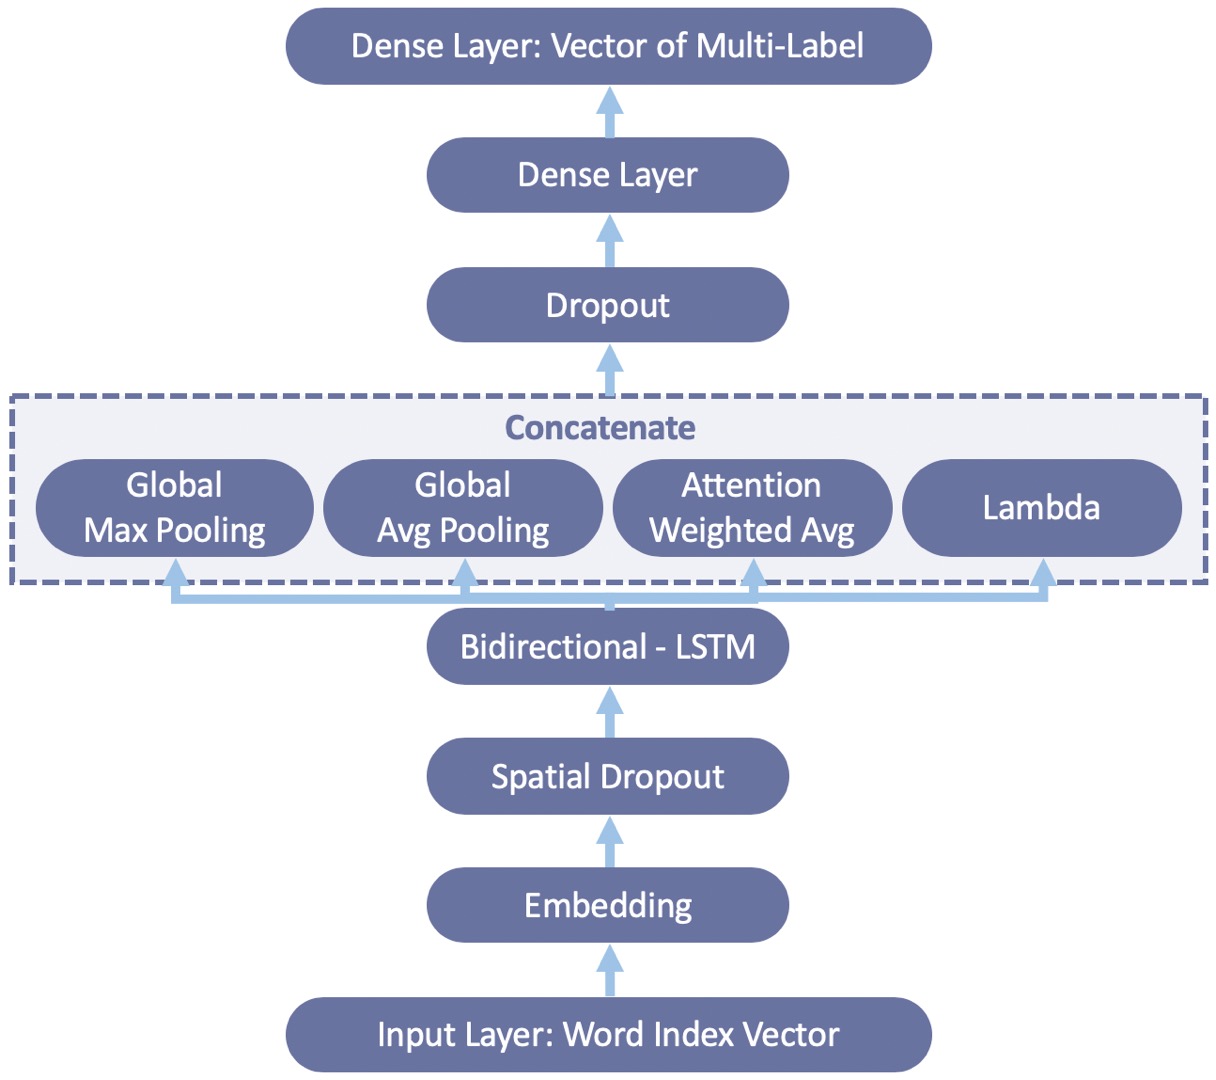 Dense Layer: Vector of Multi-Label
Dense Layer
Dropout
Concatenate
Global
Max Pooling
Global
Avg Pooling
Attention
Weighted Avg
Lambda
Bidirectional - LSTM
Spatial Dropout
Embedding
Input Layer: Word Index Vector